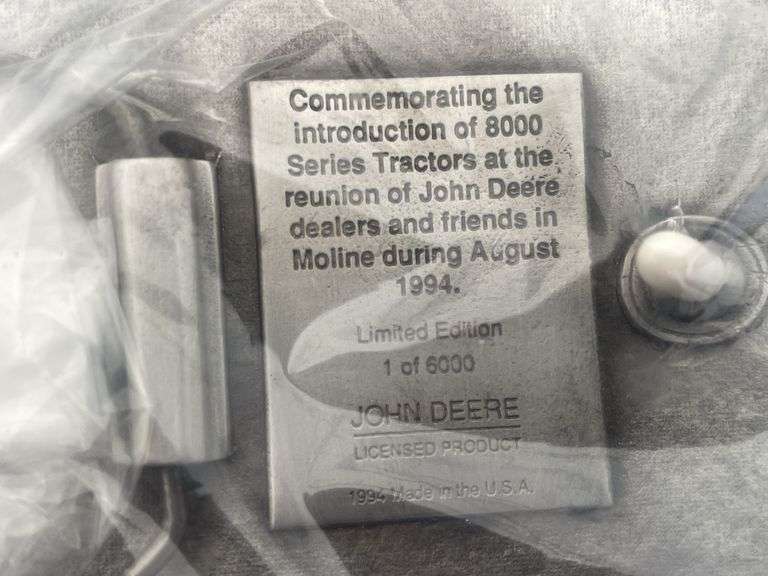 Commemorating the
introduction of 8000
Series Tractors at the
reunion of John Deere
dealers and friends in
Moline during August
1994.
Limited Edition
1 of 6000
JOHN DEERE
LICENSED PRODUCT
1994 Made in the U.S.A.